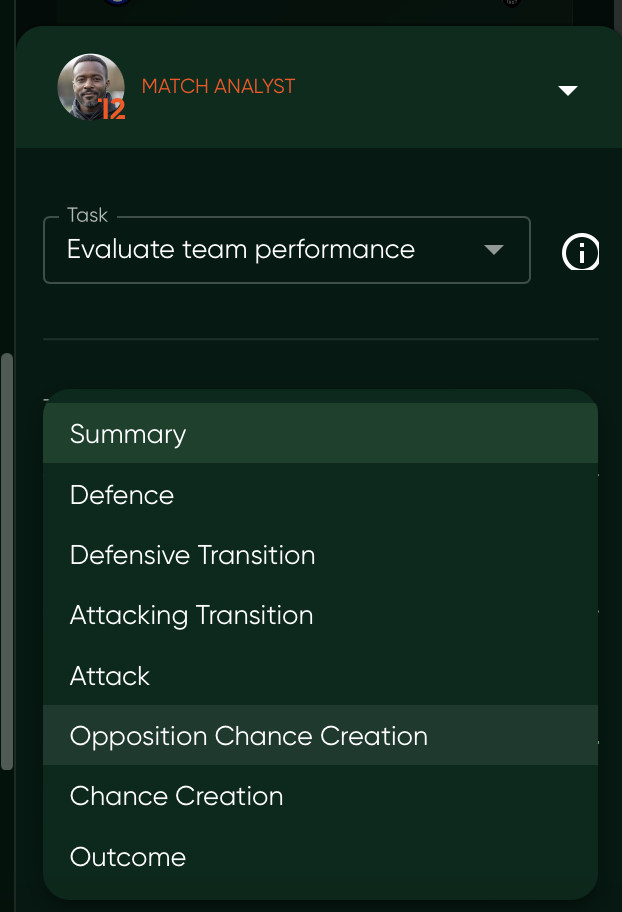 '12
MATCH ANALYST
Task
Evaluate team performance
Summary
Defence
Defensive Transition
Attacking Transition
Attack
Opposition Chance Creation
Chance Creation
Outcome